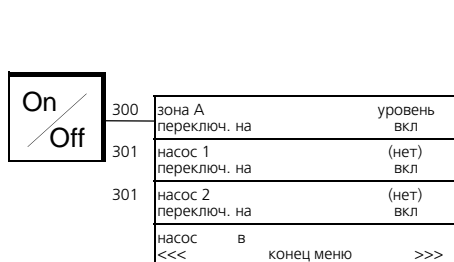 On
Off
300 зона A уровень
переключ. на вкл
301 насос 1 (нет)
переключ. на вкл
301 насос 2 (нет)
переключ. на вкл
насос в
<<< конец меню >>>